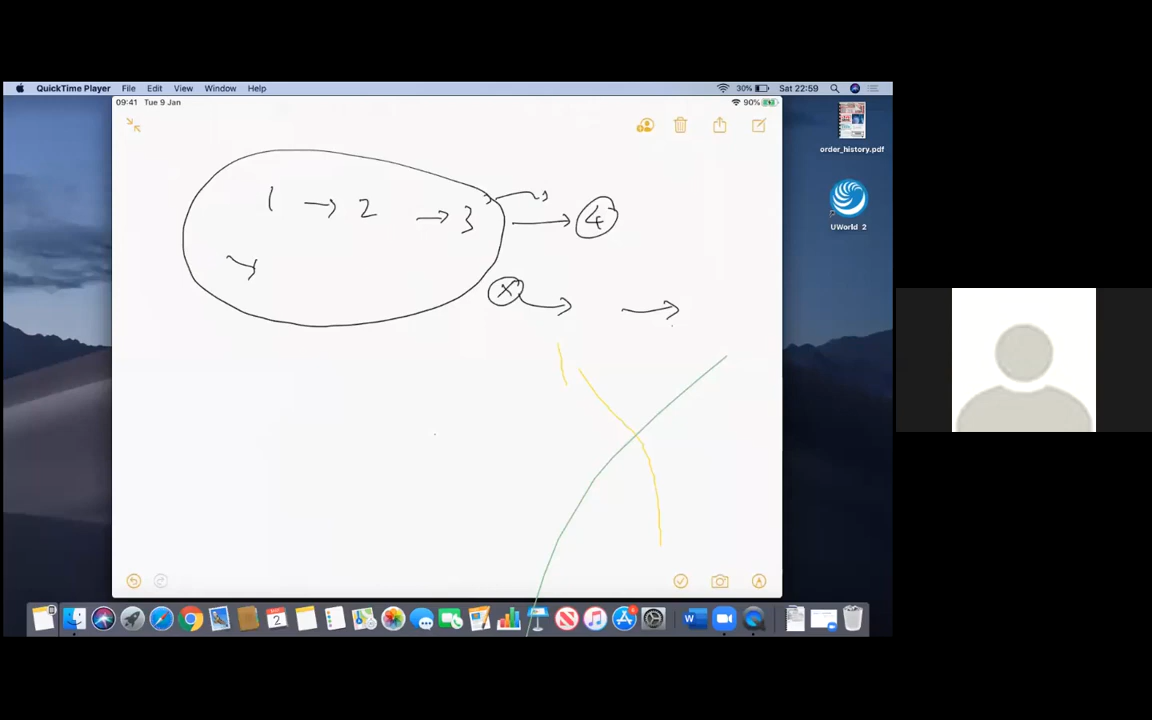 QuickTime Player File Edit View Window Help 30% Sat 22:59
09:41 Tue 9 Jan 90%
order_history.pdf
UWorld 2
1 → 2 → 3 → 4
x → →
2
W